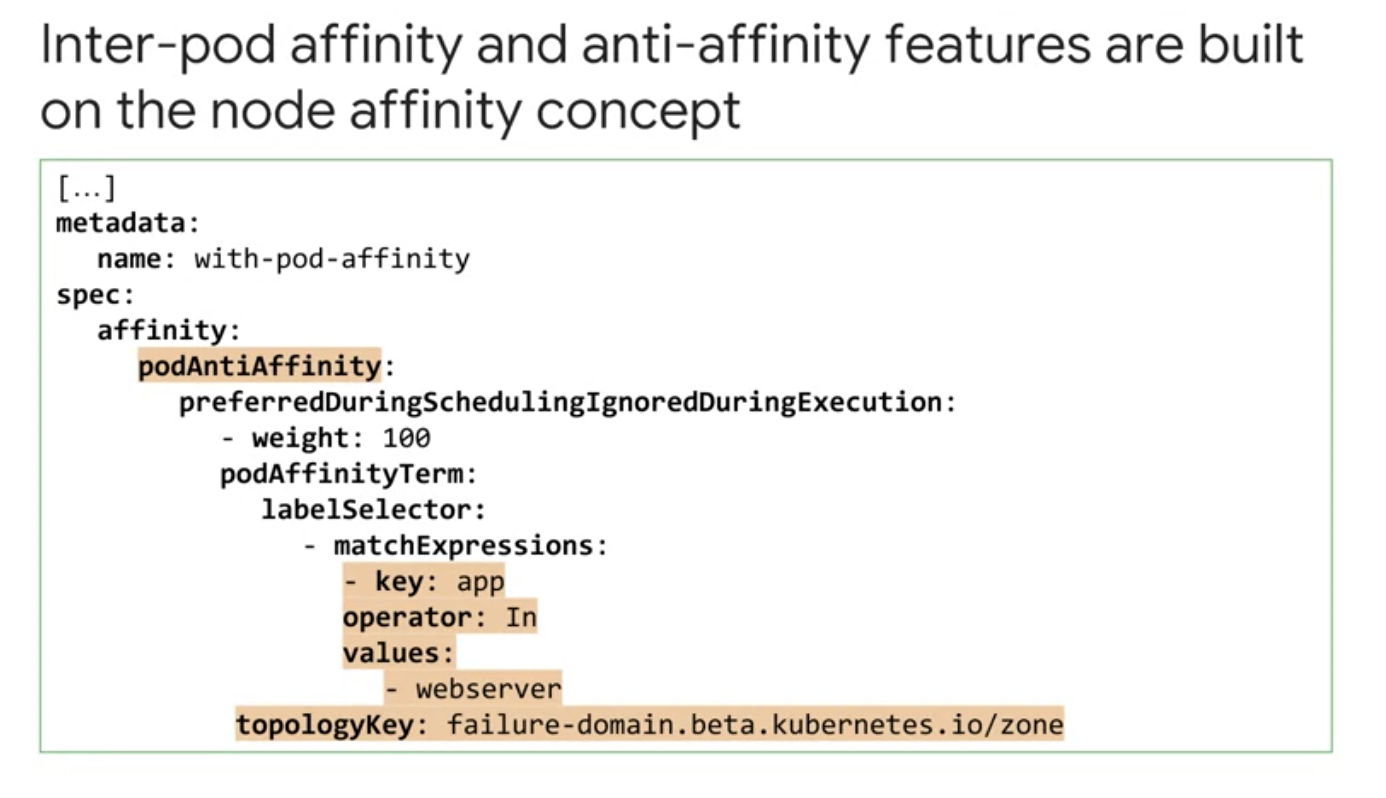 Inter-pod affinity and anti-affinity features are built
on the node affinity concept
[...]
metadata:
name: with-pod-affinity
spec:
affinity:
podAntiAffinity:
preferredDuringSchedulingIgnoredDuringExecution:
- weight: 100
podAffinityTerm:
labelSelector:
- matchExpressions:
- key: app
operator: In
values:
- webserver
topologyKey: failure-domain.beta.kubernetes.io/zone